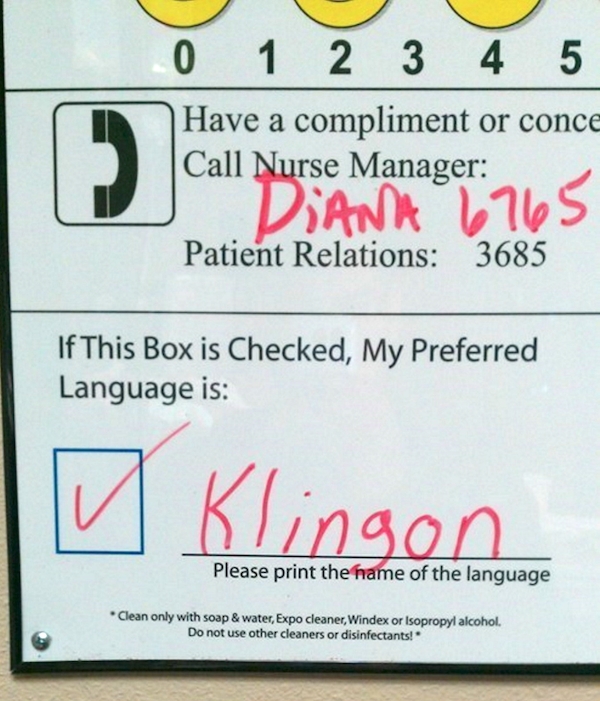 0 1 2 3 4 5
Have a compliment or conce
Call Nurse Manager:
DiANA 6765
Patient Relations: 3685
If This Box is Checked, My Preferred
Language is:
Klingon
Please print the name of the language
* Clean only with soap & water, Expo cleaner, Windex or Isopropyl alcohol.
Do not use other cleaners or disinfectants! *